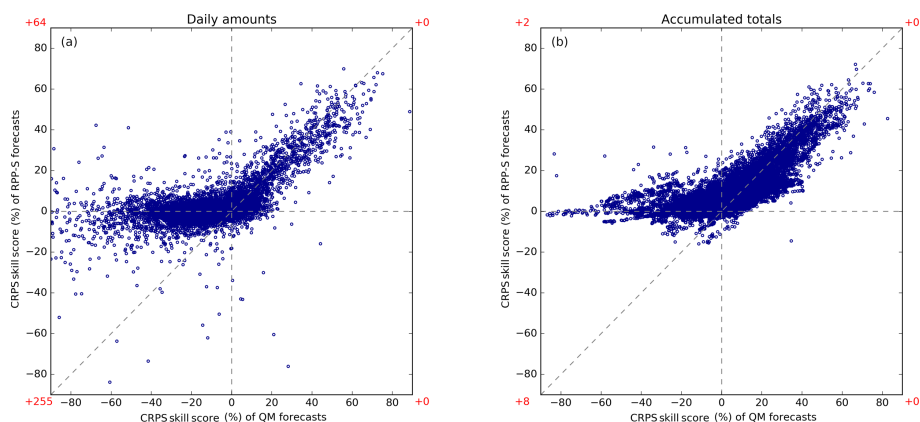 Daily amounts
+64
+0
(a)
80
60
40
20
0
−20
−40
−60
−80
CRPS skill score (%) of RPP-S forecasts
+255
−80 −60 −40 −20 0 20 40 60 80
+0
CRPS skill score (%) of QM forecasts
Accumulated totals
+2
+0
(b)
80
60
40
20
0
−20
−40
−60
−80
CRPS skill score (%) of RPP-S forecasts
+8
−80 −60 −40 −20 0 20 40 60 80
+0
CRPS skill score (%) of QM forecasts